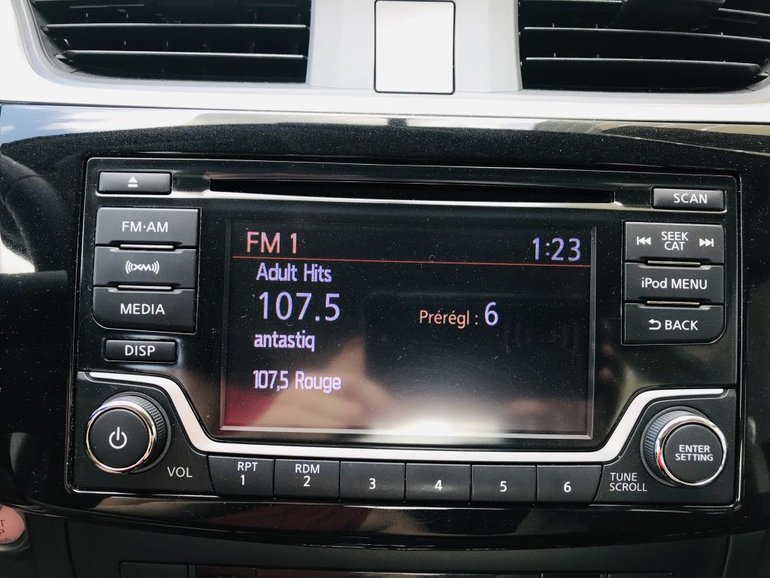 SCAN
FM·AM
XM
MEDIA
DISP
VOL
FM 1 1:23
Adult Hits
107.5 Prérégl : 6
antastiq
107,5 Rouge
SEEK
CAT
iPod MENU
BACK
RPT
1
RDM
2
3
4
5
6
TUNE
SCROLL
ENTER
SETTING